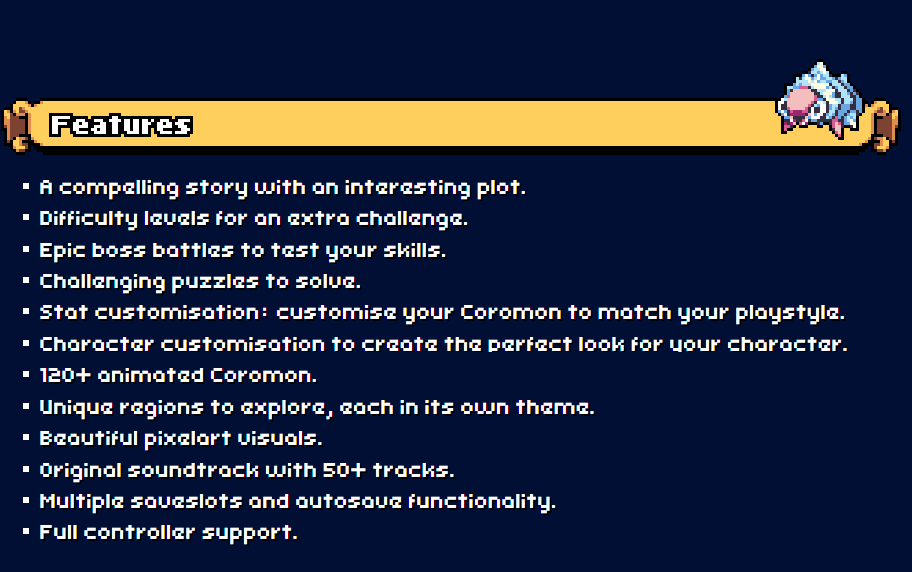 Features
▪ A compelling story with an interesting plot.
▪ Difficulty levels for an extra challenge.
▪ Epic boss battles to test your skills.
▪ Challenging puzzles to solve.
▪ Stat customisation: customise your Coromon to match your playstyle.
▪ Character customisation to create the perfect look for your character.
▪ 120+ animated Coromon.
▪ Unique regions to explore, each in its own theme.
▪ Beautiful pixelart visuals.
▪ Original soundtrack with 50+ tracks.
▪ Multiple saveslots and autosave functionality.
▪ Full controller support.